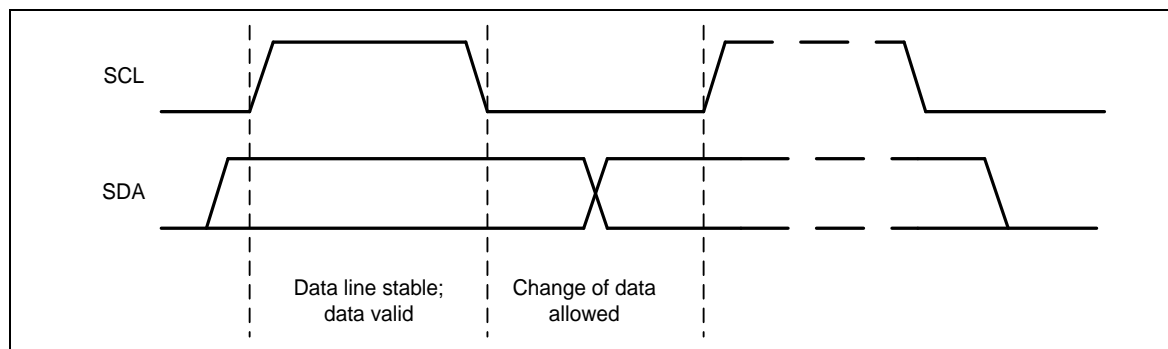 SCL
SDA
Data line stable;
data valid
Change of data
allowed